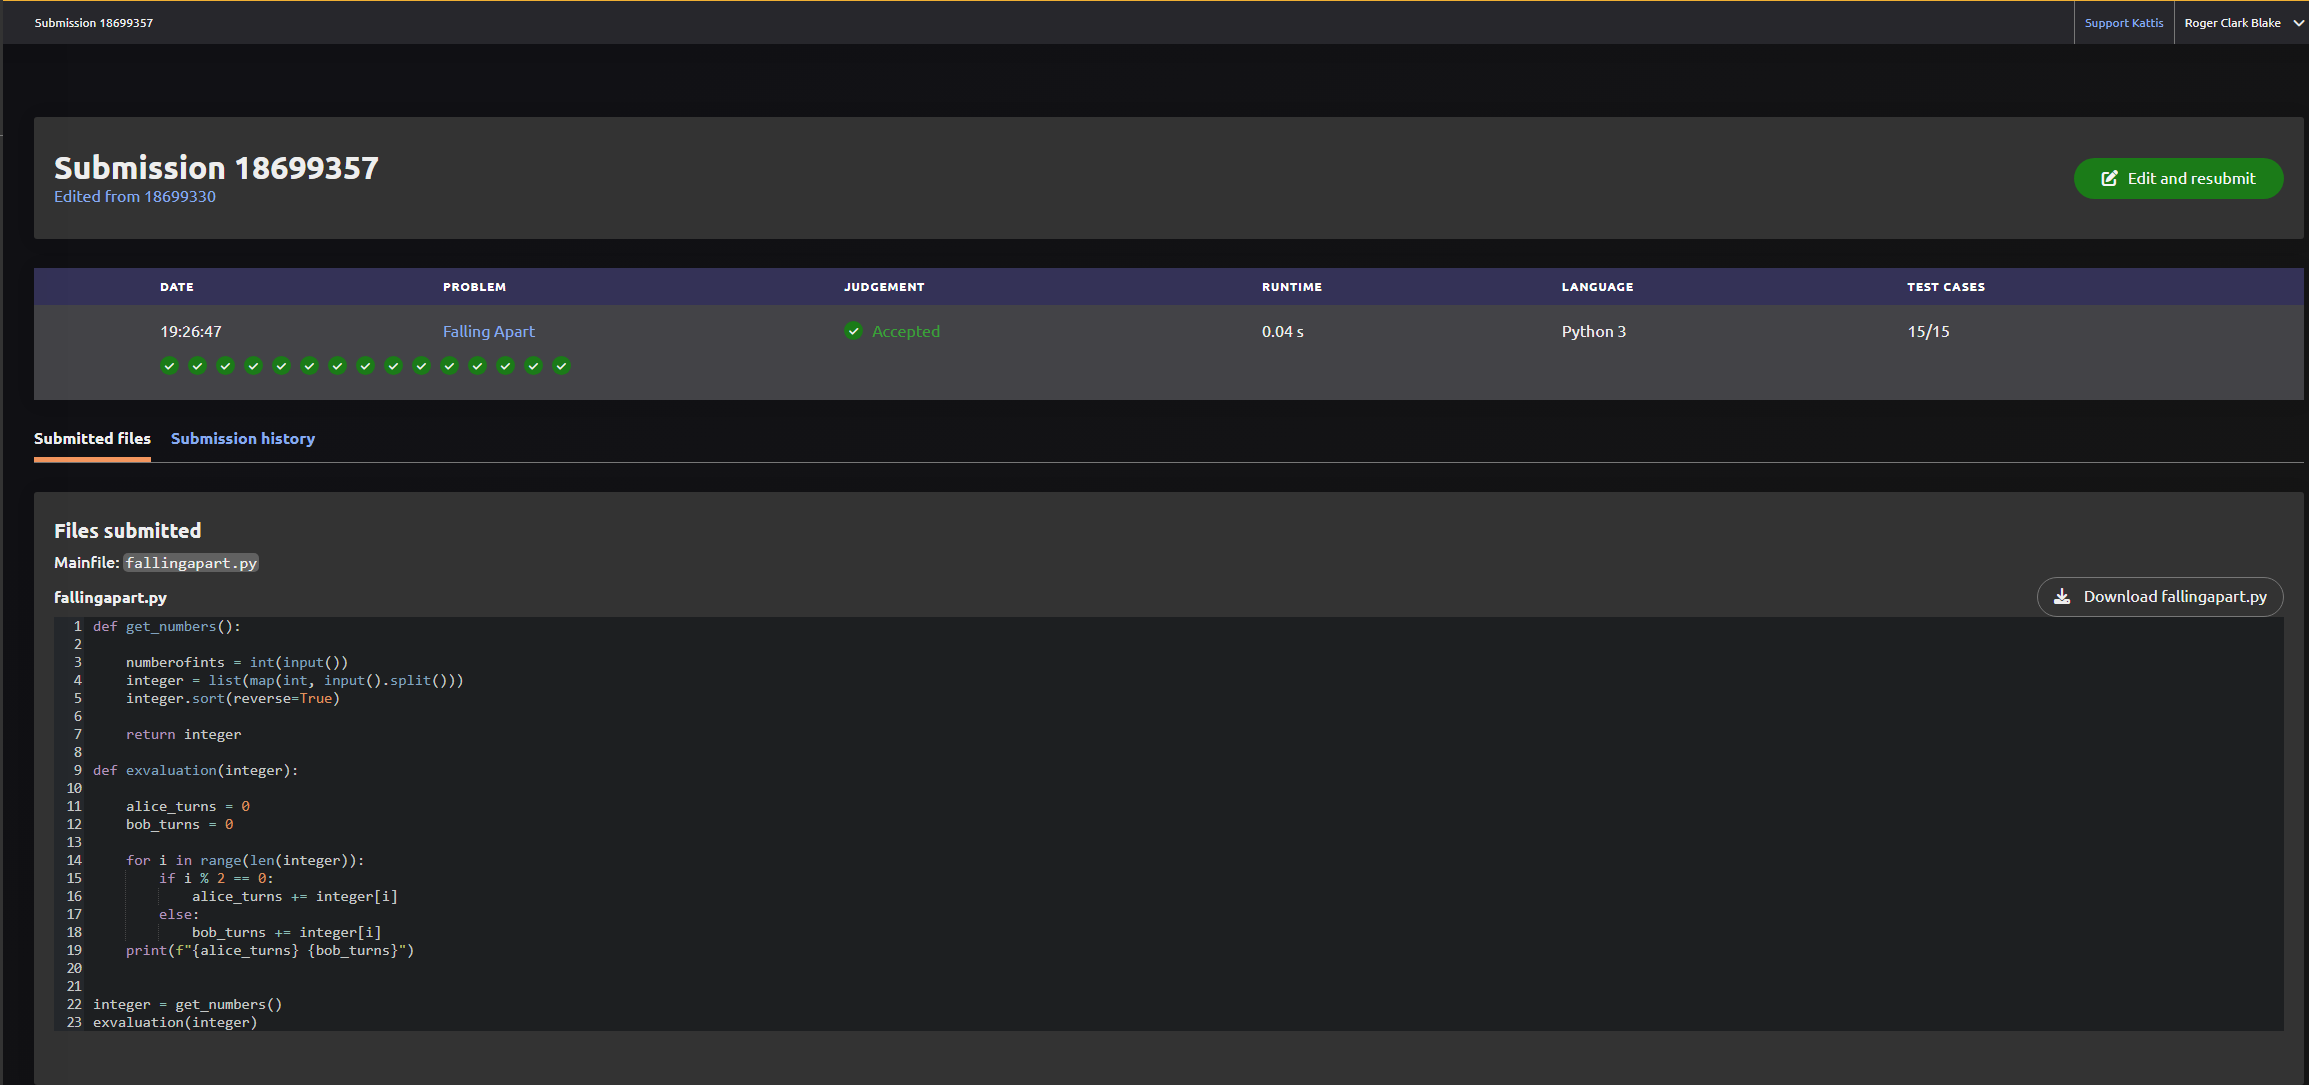 Submission 18699357
Support Kattis
Roger Clark Blake
Submission 18699357
Edited from 18699330
Edit and resubmit
DATE PROBLEM JUDGEMENT RUNTIME LANGUAGE TEST CASES
19:26:47 Falling Apart Accepted 0.04 s Python 3 15/15
Submitted files Submission history
Files submitted
Mainfile: fallingapart.py
fallingapart.py
Download fallingapart.py
1 def get_numbers():
2
3     numberofints = int(input())
4     integer = list(map(int, input().split()))
5     integer.sort(reverse=True)
6
7     return integer
8
9 def exvaluation(integer):
10
11     alice_turns = 0
12     bob_turns = 0
13
14     for i in range(len(integer)):
15         if i % 2 == 0:
16             alice_turns += integer[i]
17         else:
18             bob_turns += integer[i]
19     print(f"{alice_turns} {bob_turns}")
20
21
22 integer = get_numbers()
23 exvaluation(integer)